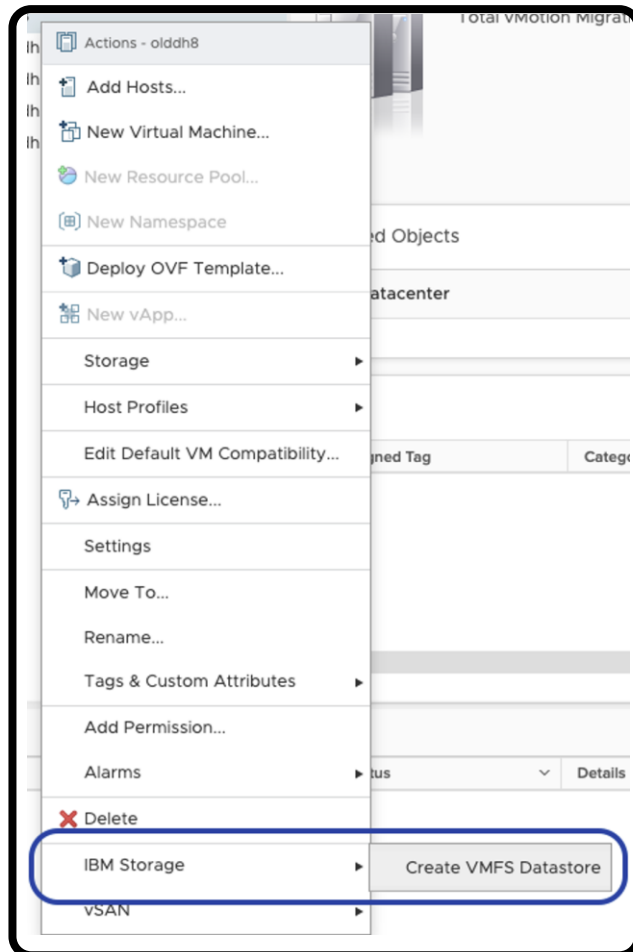 Total vMotion Migrat
Actions - olddh8
Add Hosts...
New Virtual Machine...
New Resource Pool...
New Namespace
ed Objects
Deploy OVF Template...
atacenter
New vApp...
Storage
Host Profiles
Edit Default VM Compatibility...
gned Tag
Catego
Assign License...
Settings
Move To...
Rename...
Tags & Custom Attributes
Add Permission...
Alarms
tus
Details
Delete
IBM Storage
Create VMFS Datastore
vSAN